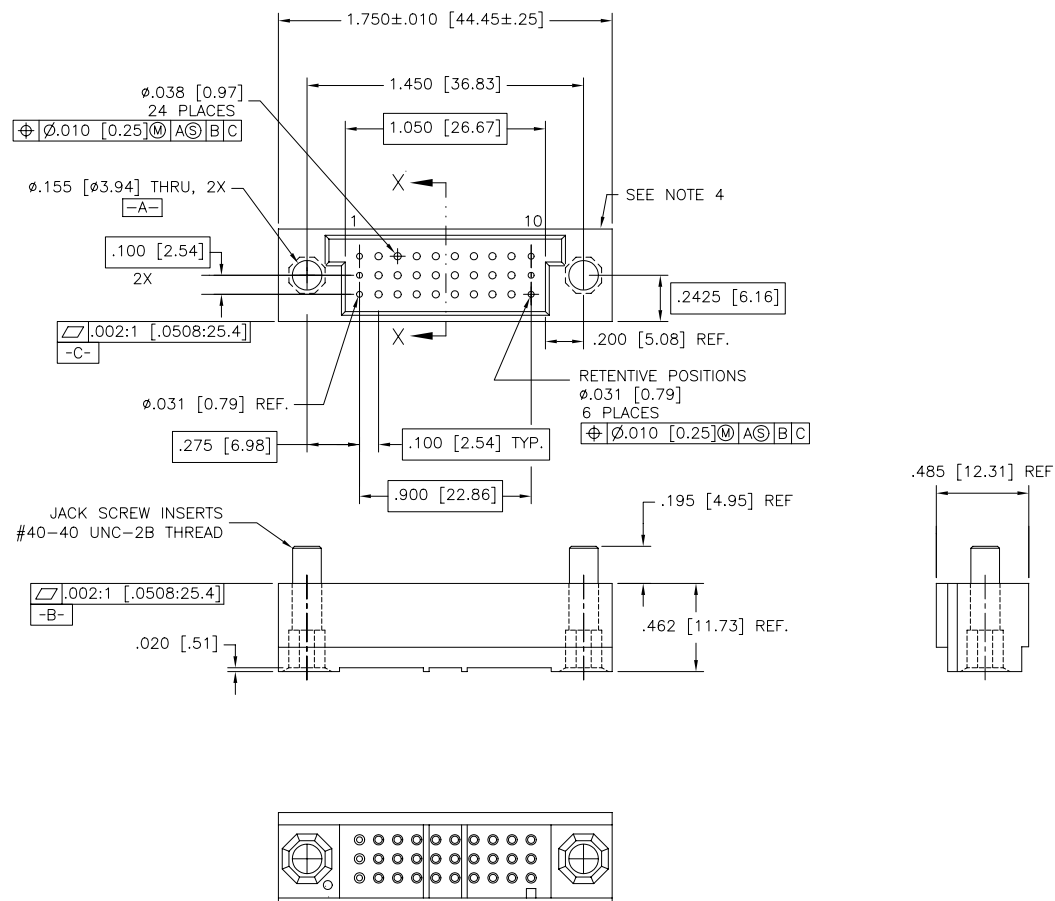 1.750±.010 [44.45±.25]
1.450 [36.83]
ø.038 [0.97]
24 PLACES
⌖ Ø.010 [0.25]Ⓜ AⓈ B C
1.050 [26.67]
X
ø.155 [ø3.94] THRU, 2X
-A-
SEE NOTE 4
1
10
.100 [2.54]
2X
.2425 [6.16]
⏥ .002:1 [.0508:25.4]
-C-
X
.200 [5.08] REF.
RETENTIVE POSITIONS
ø.031 [0.79]
6 PLACES
⌖ Ø.010 [0.25]Ⓜ AⓈ B C
ø.031 [0.79] REF.
.275 [6.98]
.100 [2.54] TYP.
.900 [22.86]
.485 [12.31] REF
.195 [4.95] REF
JACK SCREW INSERTS
#40-40 UNC-2B THREAD
⏥ .002:1 [.0508:25.4]
-B-
.462 [11.73] REF.
.020 [.51]